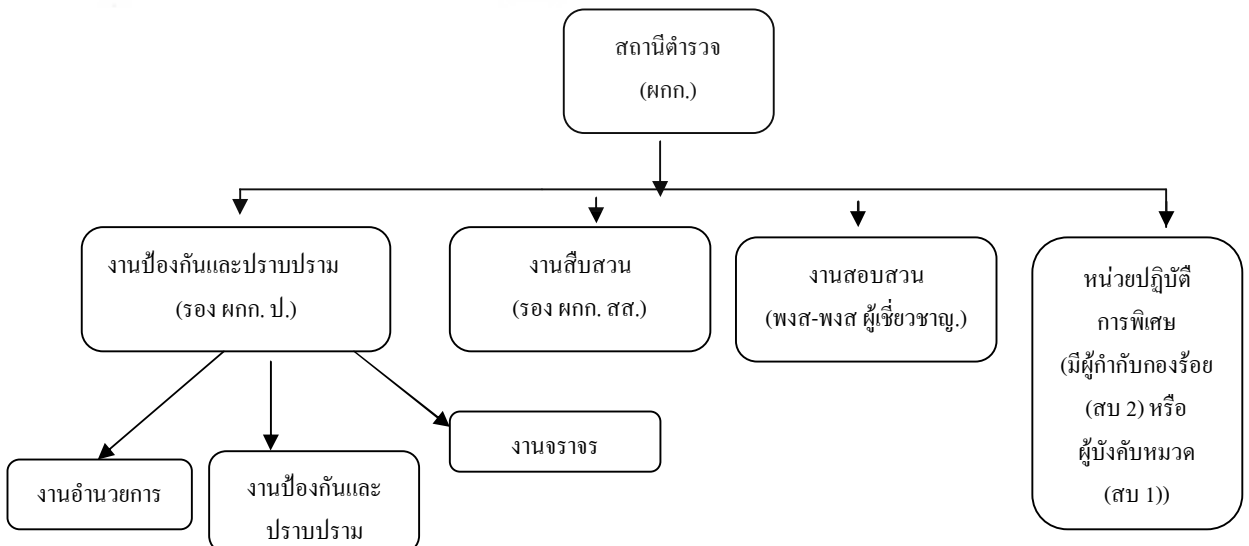 สถานีตำรวจ
(ผกก.)
งานป้องกันและปราบปราม
(รอง ผกก. ป.)
งานสืบสวน
(รอง ผกก. สส.)
งานสอบสวน
(พงส-พงส ผู้เชี่ยวชาญ.)
หน่วยปฏิบัติ
การพิเศษ
(มีผู้กำกับกองร้อย
(สบ 2) หรือ
ผู้บังคับหมวด
(สบ 1))
งานอำนวยการ
งานป้องกันและ
ปราบปราม
งานจราจร